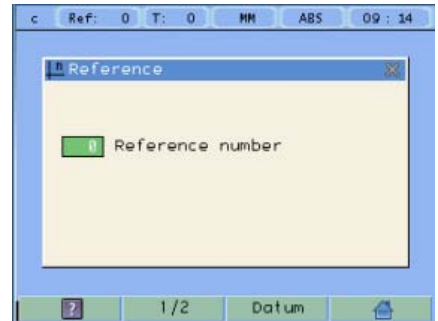 c Ref: 0 T: 0 MM ABS 09 : 14
n Reference
0 Reference number
? 1/2 Datum